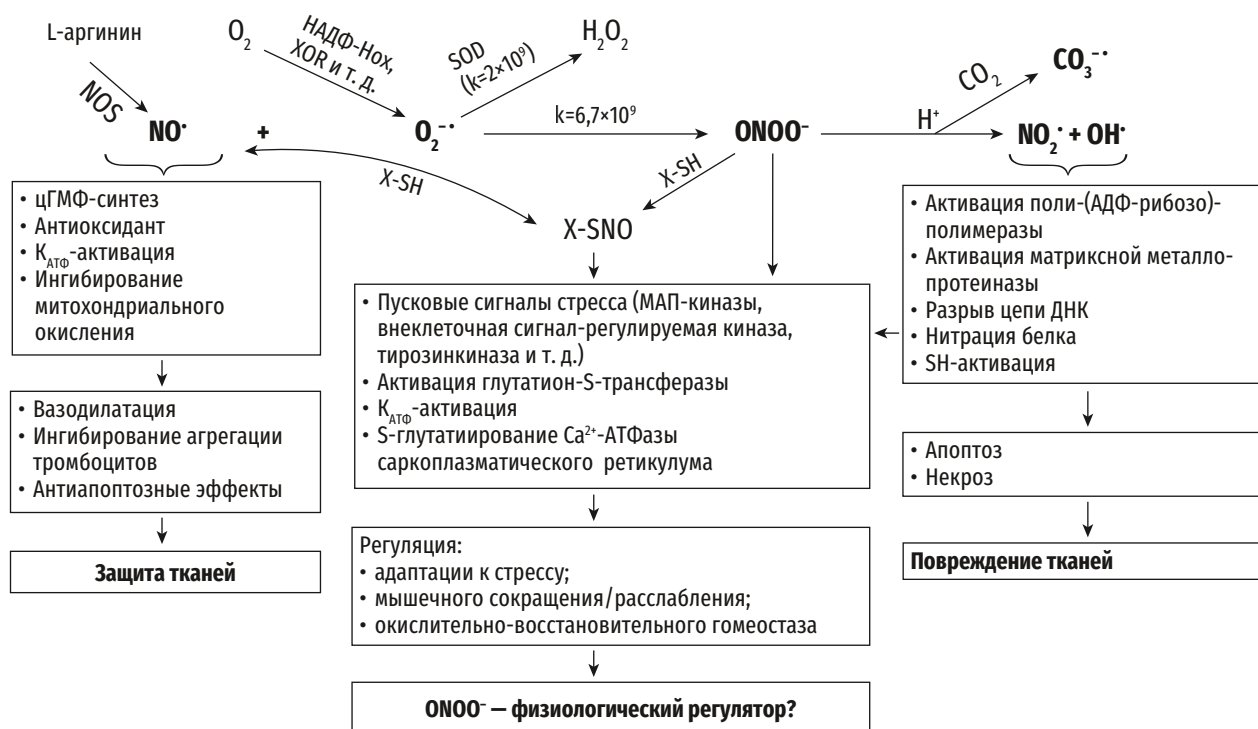 L-аргинин
O₂
НАДФ-Нох,
XOR и т. д.
SOD
(k=2×10⁹)
H₂O₂
CO₂
CO₃⁻˙
NOS
NO˙
+
O₂⁻˙
k=6,7×10⁹
ONOO⁻
H⁺
NO₂˙ + OH˙
X-SH
X-SH
X-SNO
• цГМФ-синтез
• Антиоксидант
• K_АТФ-активация
• Ингибирование
митохондриального
окисления
• Вазодилатация
• Ингибирование агрегации
тромбоцитов
• Антиапоптозные эффекты
Защита тканей
• Пусковые сигналы стресса (МАП-киназы,
внеклеточная сигнал-регулируемая киназа,
тирозинкиназа и т. д.)
• Активация глутатион-S-трансферазы
• K_АТФ-активация
• S-глутатиирование Ca²⁺-АТФазы
саркоплазматического ретикулума
Регуляция:
• адаптации к стрессу;
• мышечного сокращения/расслабления;
• окислительно-восстановительного гомеостаза
ONOO⁻ — физиологический регулятор?
• Активация поли-(АДФ-рибозо)-
полимеразы
• Активация матриксной металло-
протеиназы
• Разрыв цепи ДНК
• Нитрация белка
• SH-активация
• Апоптоз
• Некроз
Повреждение тканей